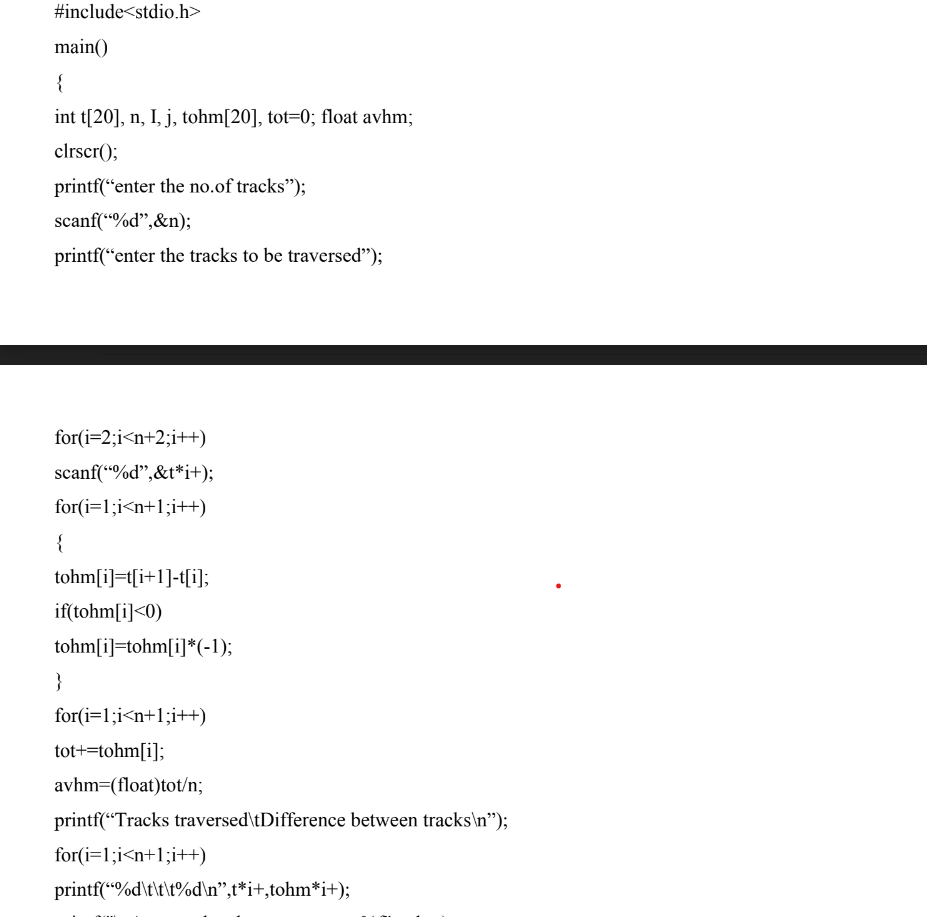 #include<stdio.h>
main()
{
int t[20], n, I, j, tohm[20], tot=0; float avhm;
clrscr();
printf(“enter the no.of tracks”);
scanf(“%d”,&n);
printf(“enter the tracks to be traversed”);
for(i=2;i<n+2;i++)
scanf(“%d”,&t*i+);
for(i=1;i<n+1;i++)
{
tohm[i]=t[i+1]-t[i];
if(tohm[i]<0)
tohm[i]=tohm[i]*(-1);
}
for(i=1;i<n+1;i++)
tot+=tohm[i];
avhm=(float)tot/n;
printf(“Tracks traversed\tDifference between tracks\n”);
for(i=1;i<n+1;i++)
printf(“%d\t\t\t%d\n”,t*i+,tohm*i+);